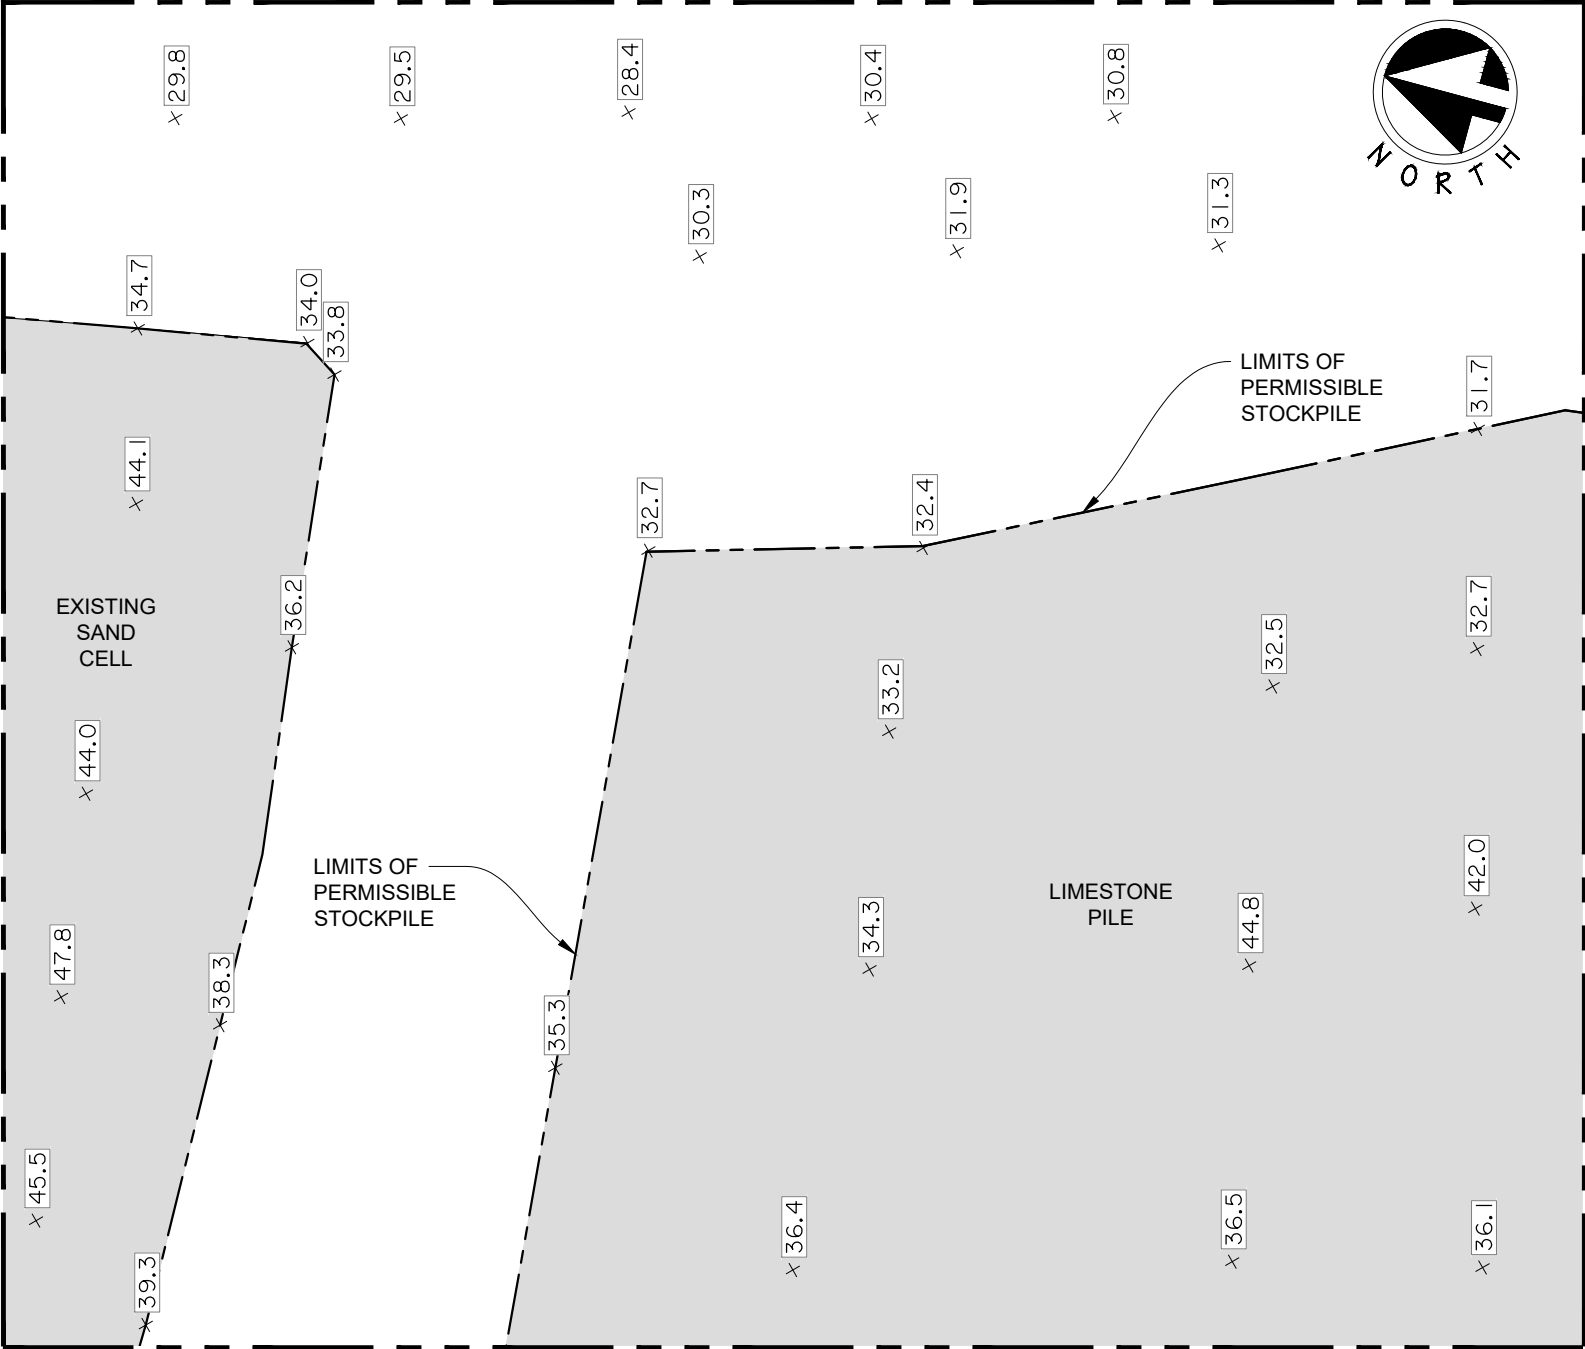 29.8
29.5
28.4
30.4
30.8
NORTH
30.3
31.9
31.3
34.7
34.0
33.8
LIMITS OF
PERMISSIBLE
STOCKPILE
31.7
44.1
32.7
32.4
36.2
EXISTING
SAND
CELL
33.2
32.5
32.7
44.0
LIMITS OF
PERMISSIBLE
STOCKPILE
LIMESTONE
PILE
42.0
47.8
38.3
34.3
44.8
35.3
45.5
36.4
36.5
36.1
39.3